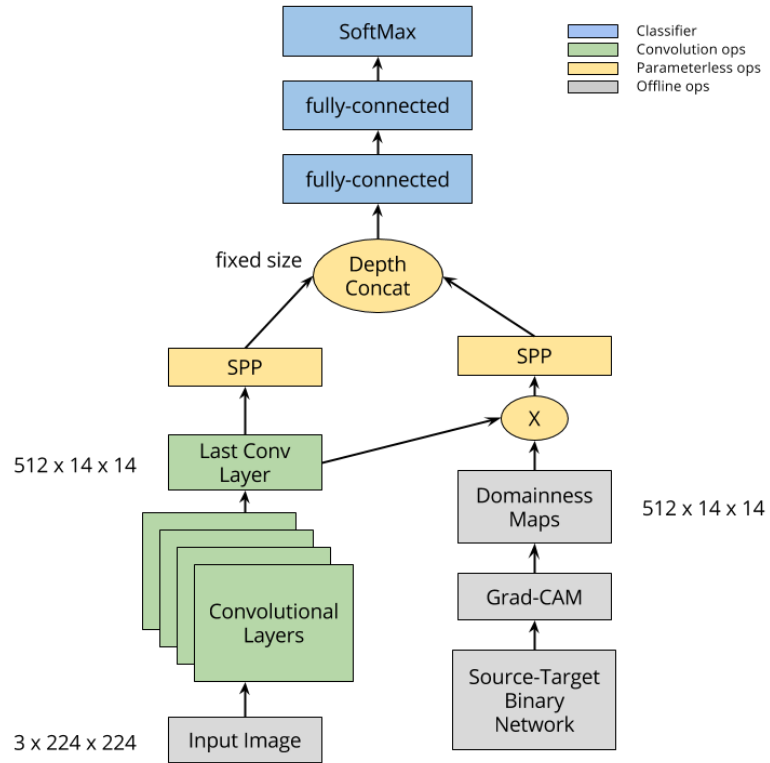 SoftMax
Classifier
Convolution ops
Parameterless ops
Offline ops
fully-connected
fully-connected
fixed size
Depth
Concat
SPP
SPP
X
Last Conv
Layer
512 x 14 x 14
Domainness
Maps
512 x 14 x 14
Grad-CAM
Convolutional
Layers
Source-Target
Binary
Network
Input Image
3 x 224 x 224